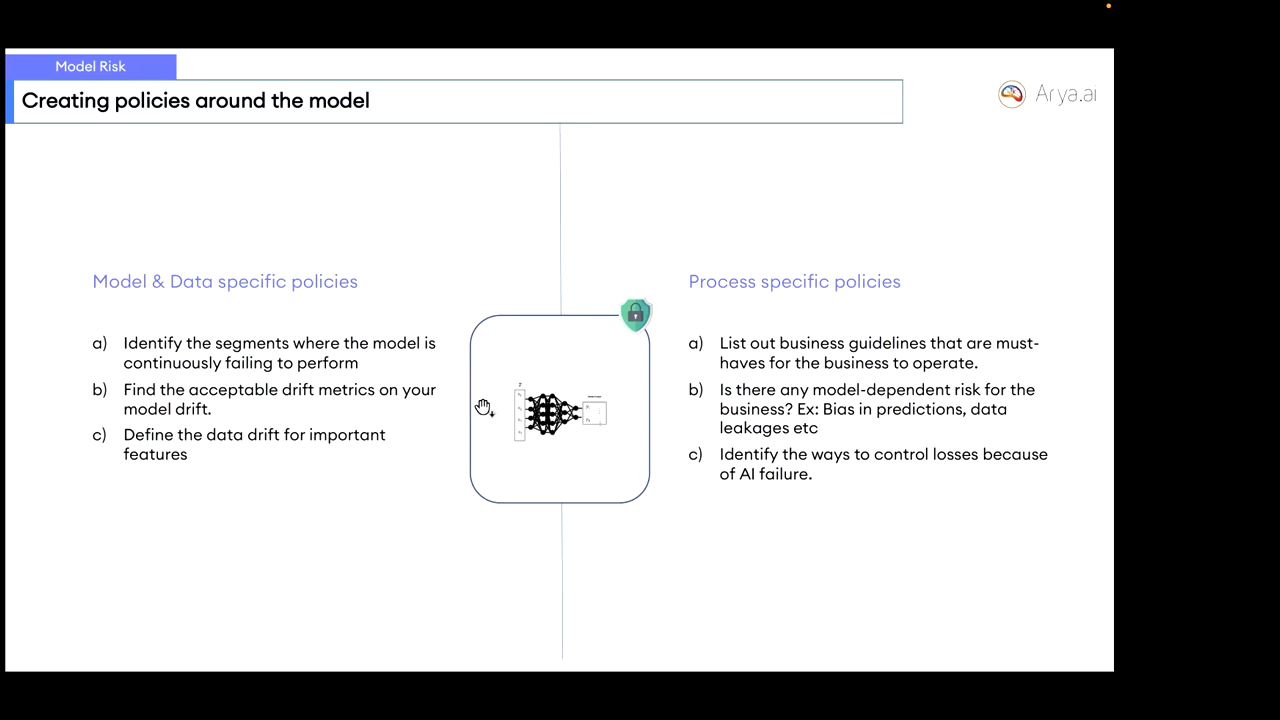 Model Risk
Creating policies around the model
Arya.ai
Model & Data specific policies
a) Identify the segments where the model is
continuously failing to perform
b) Find the acceptable drift metrics on your
model drift.
c) Define the data drift for important
features
Process specific policies
a) List out business guidelines that are must-
haves for the business to operate.
b) Is there any model-dependent risk for the
business? Ex: Bias in predictions, data
leakages etc
c) Identify the ways to control losses because
of AI failure.